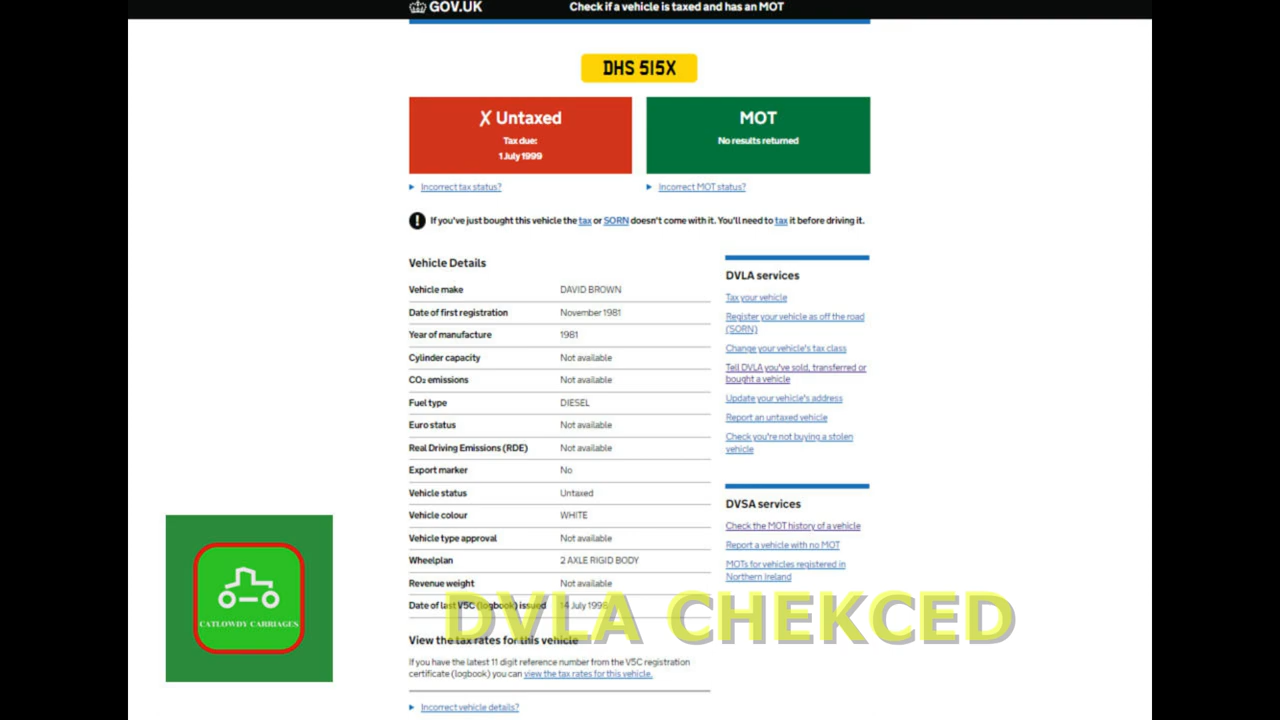 GOV.UK
Check if a vehicle is taxed and has an MOT
DHS 515X
X Untaxed
Tax due:
1 July 1999
MOT
No results returned
Incorrect tax status?
Incorrect MOT status?
If you've just bought this vehicle the tax or SORN doesn't come with it. You'll need to tax it before driving it.
Vehicle Details
Vehicle make DAVID BROWN
Date of first registration November 1981
Year of manufacture 1981
Cylinder capacity Not available
CO₂ emissions Not available
Fuel type DIESEL
Euro status Not available
Real Driving Emissions (RDE) Not available
Export marker No
Vehicle status Untaxed
Vehicle colour WHITE
Vehicle type approval Not available
Wheelplan 2 AXLE RIGID BODY
Revenue weight Not available
Date of last V5C (logbook) issued 14 July 1998
View the tax rates for this vehicle
If you have the latest 11 digit reference number from the V5C registration
certificate (logbook) you can view the tax rates for this vehicle.
Incorrect vehicle details?
DVLA services
Tax your vehicle
Register your vehicle as off the road
(SORN)
Change your vehicle's tax class
Tell DVLA you've sold, transferred or
bought a vehicle
Update your vehicle's address
Report an untaxed vehicle
Check you're not buying a stolen
vehicle
DVSA services
Check the MOT history of a vehicle
Report a vehicle with no MOT
MOTs for vehicles registered in
Northern Ireland
CATLOWDY CARRIAGES
DVLA CHEKCED